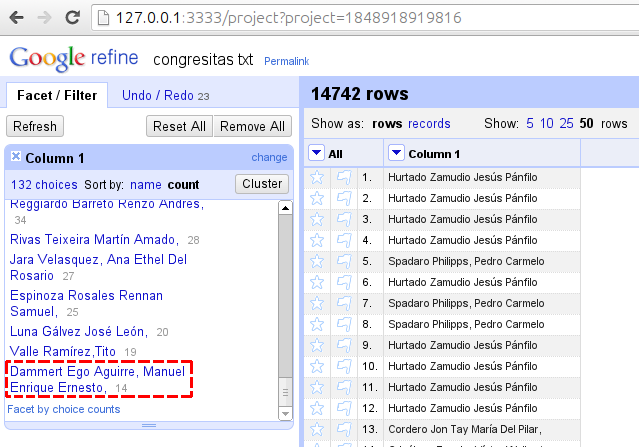 127.0.0.1:3333/project?project=1848918919816
Google refine congresitas txt Permalink
Facet / Filter Undo / Redo 23
Refresh Reset All Remove All
Column 1 change
132 choices Sort by: name count Cluster
Reggiardo Barreto Renzo Andres,
34
Rivas Teixeira Martín Amado, 28
Jara Velasquez, Ana Ethel Del
Rosario 27
Espinoza Rosales Rennan
Samuel, 25
Luna Gálvez José León, 20
Valle Ramírez,Tito 19
Dammert Ego Aguirre, Manuel
Enrique Ernesto, 14
Facet by choice counts
14742 rows
Show as: rows records Show: 5 10 25 50 rows
All Column 1
1. Hurtado Zamudio Jesús Pánfilo
2. Hurtado Zamudio Jesús Pánfilo
3. Hurtado Zamudio Jesús Pánfilo
4. Hurtado Zamudio Jesús Pánfilo
5. Spadaro Philipps, Pedro Carmelo
6. Hurtado Zamudio Jesús Pánfilo
7. Spadaro Philipps, Pedro Carmelo
8. Spadaro Philipps, Pedro Carmelo
9. Hurtado Zamudio Jesús Pánfilo
10. Hurtado Zamudio Jesús Pánfilo
11. Hurtado Zamudio Jesús Pánfilo
12. Hurtado Zamudio Jesús Pánfilo
13. Cordero Jon Tay María Del Pilar,